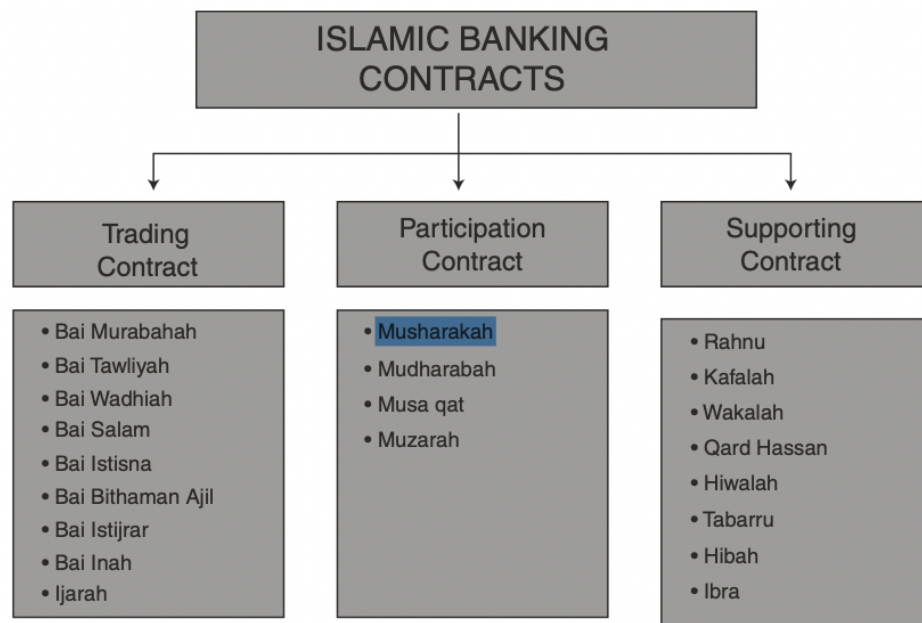 ISLAMIC BANKING
CONTRACTS
Trading
Contract
• Bai Murabahah
• Bai Tawliyah
• Bai Wadhiah
• Bai Salam
• Bai Istisna
• Bai Bithaman Ajil
• Bai Istijrar
• Bai Inah
• Ijarah
Participation
Contract
• Musharakah
• Mudharabah
• Musa qat
• Muzarah
Supporting
Contract
• Rahnu
• Kafalah
• Wakalah
• Qard Hassan
• Hiwalah
• Tabarru
• Hibah
• Ibra